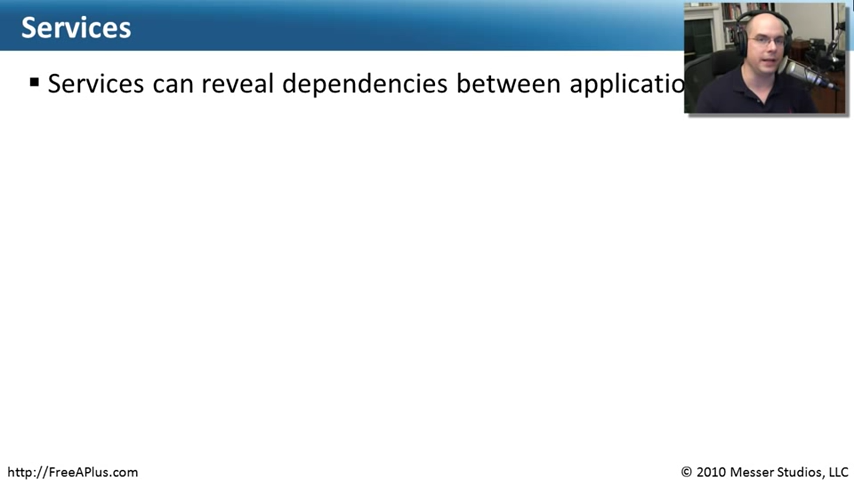 Services
▪ Services can reveal dependencies between applicatio
http://FreeAPlus.com
© 2010 Messer Studios, LLC